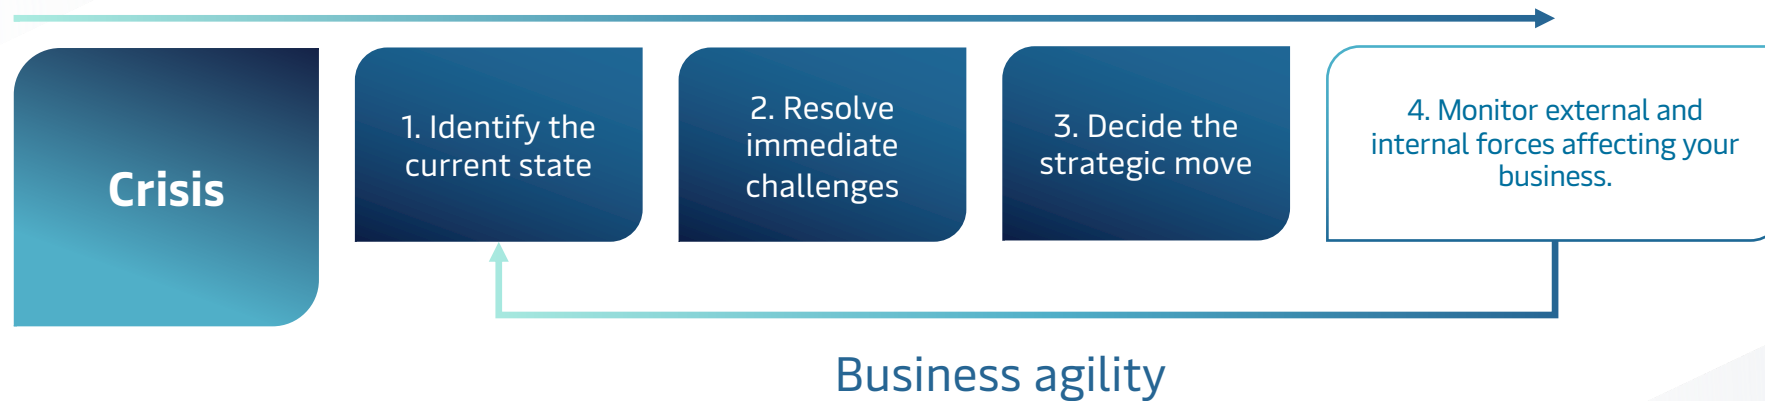 Crisis
1. Identify the
current state
2. Resolve
immediate
challenges
3. Decide the
strategic move
4. Monitor external and
internal forces affecting your
business.
Business agility